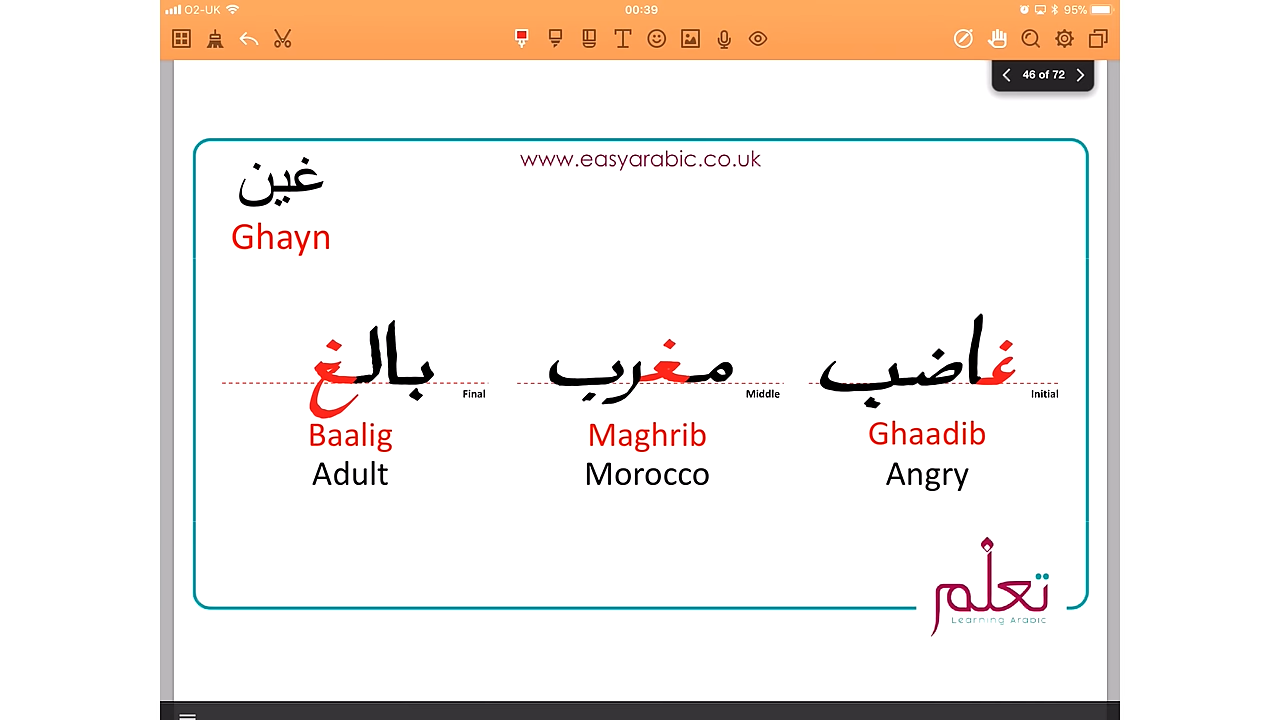 O2-UK
00:39
95%
46 of 72
www.easyarabic.co.uk
غين
Ghayn
غاضب
Initial
Ghaadib
Angry
مغرب
Middle
Maghrib
Morocco
بالغ
Final
Baalig
Adult
تعلم
Learning Arabic